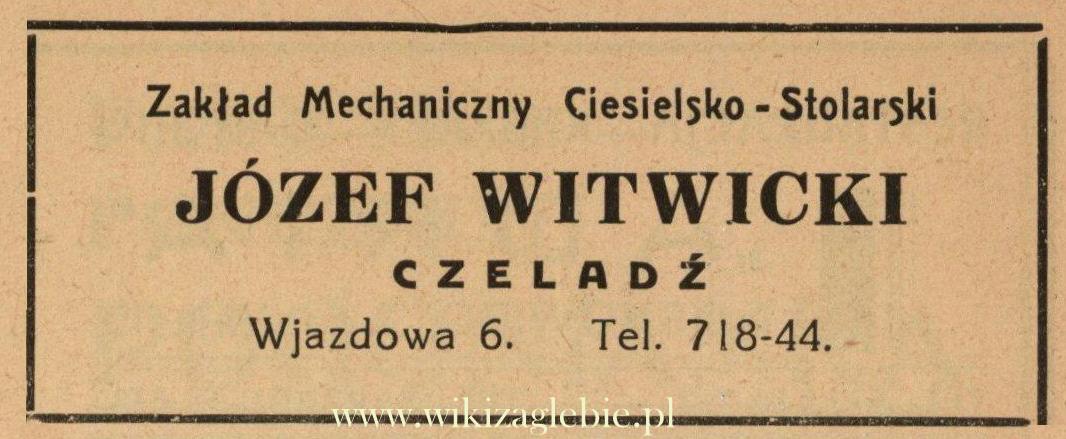 Zakład Mechaniczny Ciesielsko-Stolarski
JÓZEF WITWICKI
CZELADŹ
Wjazdowa 6. Tel. 718-44.
www.wikizaglebie.pl